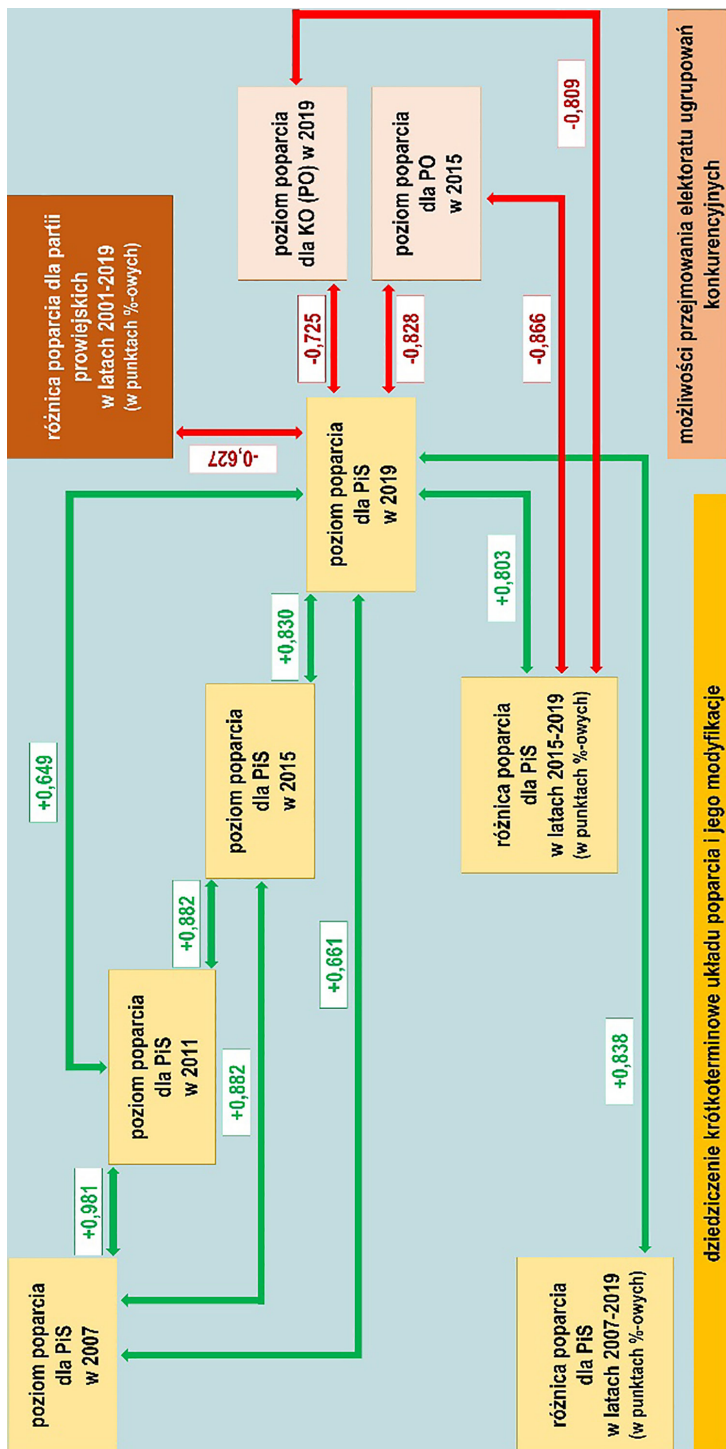 poziom poparcia
dla PiS
w 2007
+0,981
poziom poparcia
dla PiS
w 2011
+0,882
+0,882
poziom poparcia
dla PiS
w 2015
+0,649
+0,830
+0,661
poziom poparcia
dla PiS
w 2019
-0,627
różnica poparcia dla partii
prowiejskich
w latach 2001-2019
(w punktach %-owych)
-0,725
poziom poparcia
dla KO (PO) w 2019
-0,828
poziom poparcia
dla PO
w 2015
różnica poparcia
dla PiS
w latach 2015-2019
(w punktach %-owych)
+0,803
-0,866
-0,809
różnica poparcia
dla PiS
w latach 2007-2019
(w punktach %-owych)
+0,838
dziedziczenie krótkoterminowe układu poparcia i jego modyfikacje
możliwości przejmowania elektoratu ugrupowań
konkurencyjnych